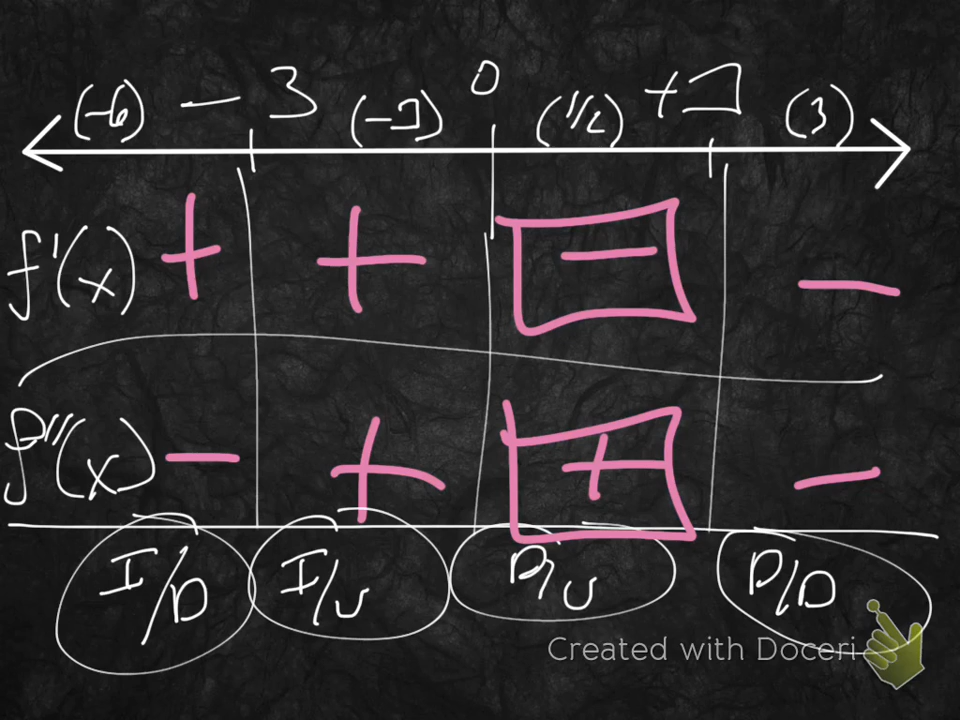 (-6) -3 (-1) 0 (1/2) +1 (3)
f'(x) + + - -
f''(x) - + + -
I/D I/U D/U D/D
Created with Doceri